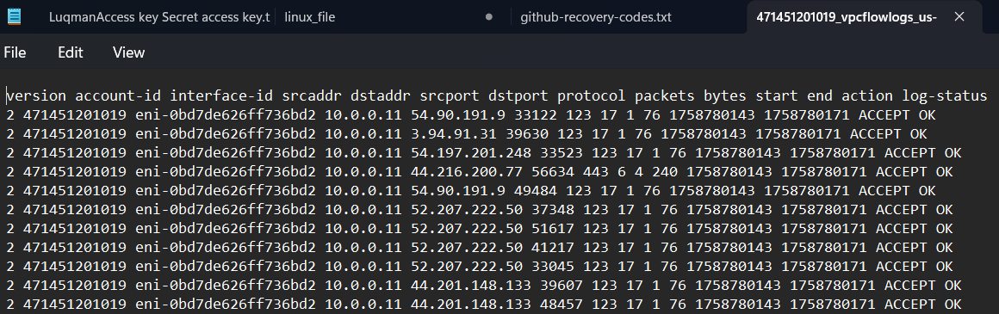 LuqmanAccess key Secret access key.t
linux_file
github-recovery-codes.txt
471451201019_vpcflowlogs_us-
File Edit View
version account-id interface-id srcaddr dstaddr srcport dstport protocol packets bytes start end action log-status
2 471451201019 eni-0bd7de626ff736bd2 10.0.0.11 54.90.191.9 33122 123 17 1 76 1758780143 1758780171 ACCEPT OK
2 471451201019 eni-0bd7de626ff736bd2 10.0.0.11 3.94.91.31 39630 123 17 1 76 1758780143 1758780171 ACCEPT OK
2 471451201019 eni-0bd7de626ff736bd2 10.0.0.11 54.197.201.248 33523 123 17 1 76 1758780143 1758780171 ACCEPT OK
2 471451201019 eni-0bd7de626ff736bd2 10.0.0.11 44.216.200.77 56634 443 6 4 240 1758780143 1758780171 ACCEPT OK
2 471451201019 eni-0bd7de626ff736bd2 10.0.0.11 54.90.191.9 49484 123 17 1 76 1758780143 1758780171 ACCEPT OK
2 471451201019 eni-0bd7de626ff736bd2 10.0.0.11 52.207.222.50 37348 123 17 1 76 1758780143 1758780171 ACCEPT OK
2 471451201019 eni-0bd7de626ff736bd2 10.0.0.11 52.207.222.50 51617 123 17 1 76 1758780143 1758780171 ACCEPT OK
2 471451201019 eni-0bd7de626ff736bd2 10.0.0.11 52.207.222.50 41217 123 17 1 76 1758780143 1758780171 ACCEPT OK
2 471451201019 eni-0bd7de626ff736bd2 10.0.0.11 52.207.222.50 33045 123 17 1 76 1758780143 1758780171 ACCEPT OK
2 471451201019 eni-0bd7de626ff736bd2 10.0.0.11 44.201.148.133 39607 123 17 1 76 1758780143 1758780171 ACCEPT OK
2 471451201019 eni-0bd7de626ff736bd2 10.0.0.11 44.201.148.133 48457 123 17 1 76 1758780143 1758780171 ACCEPT OK